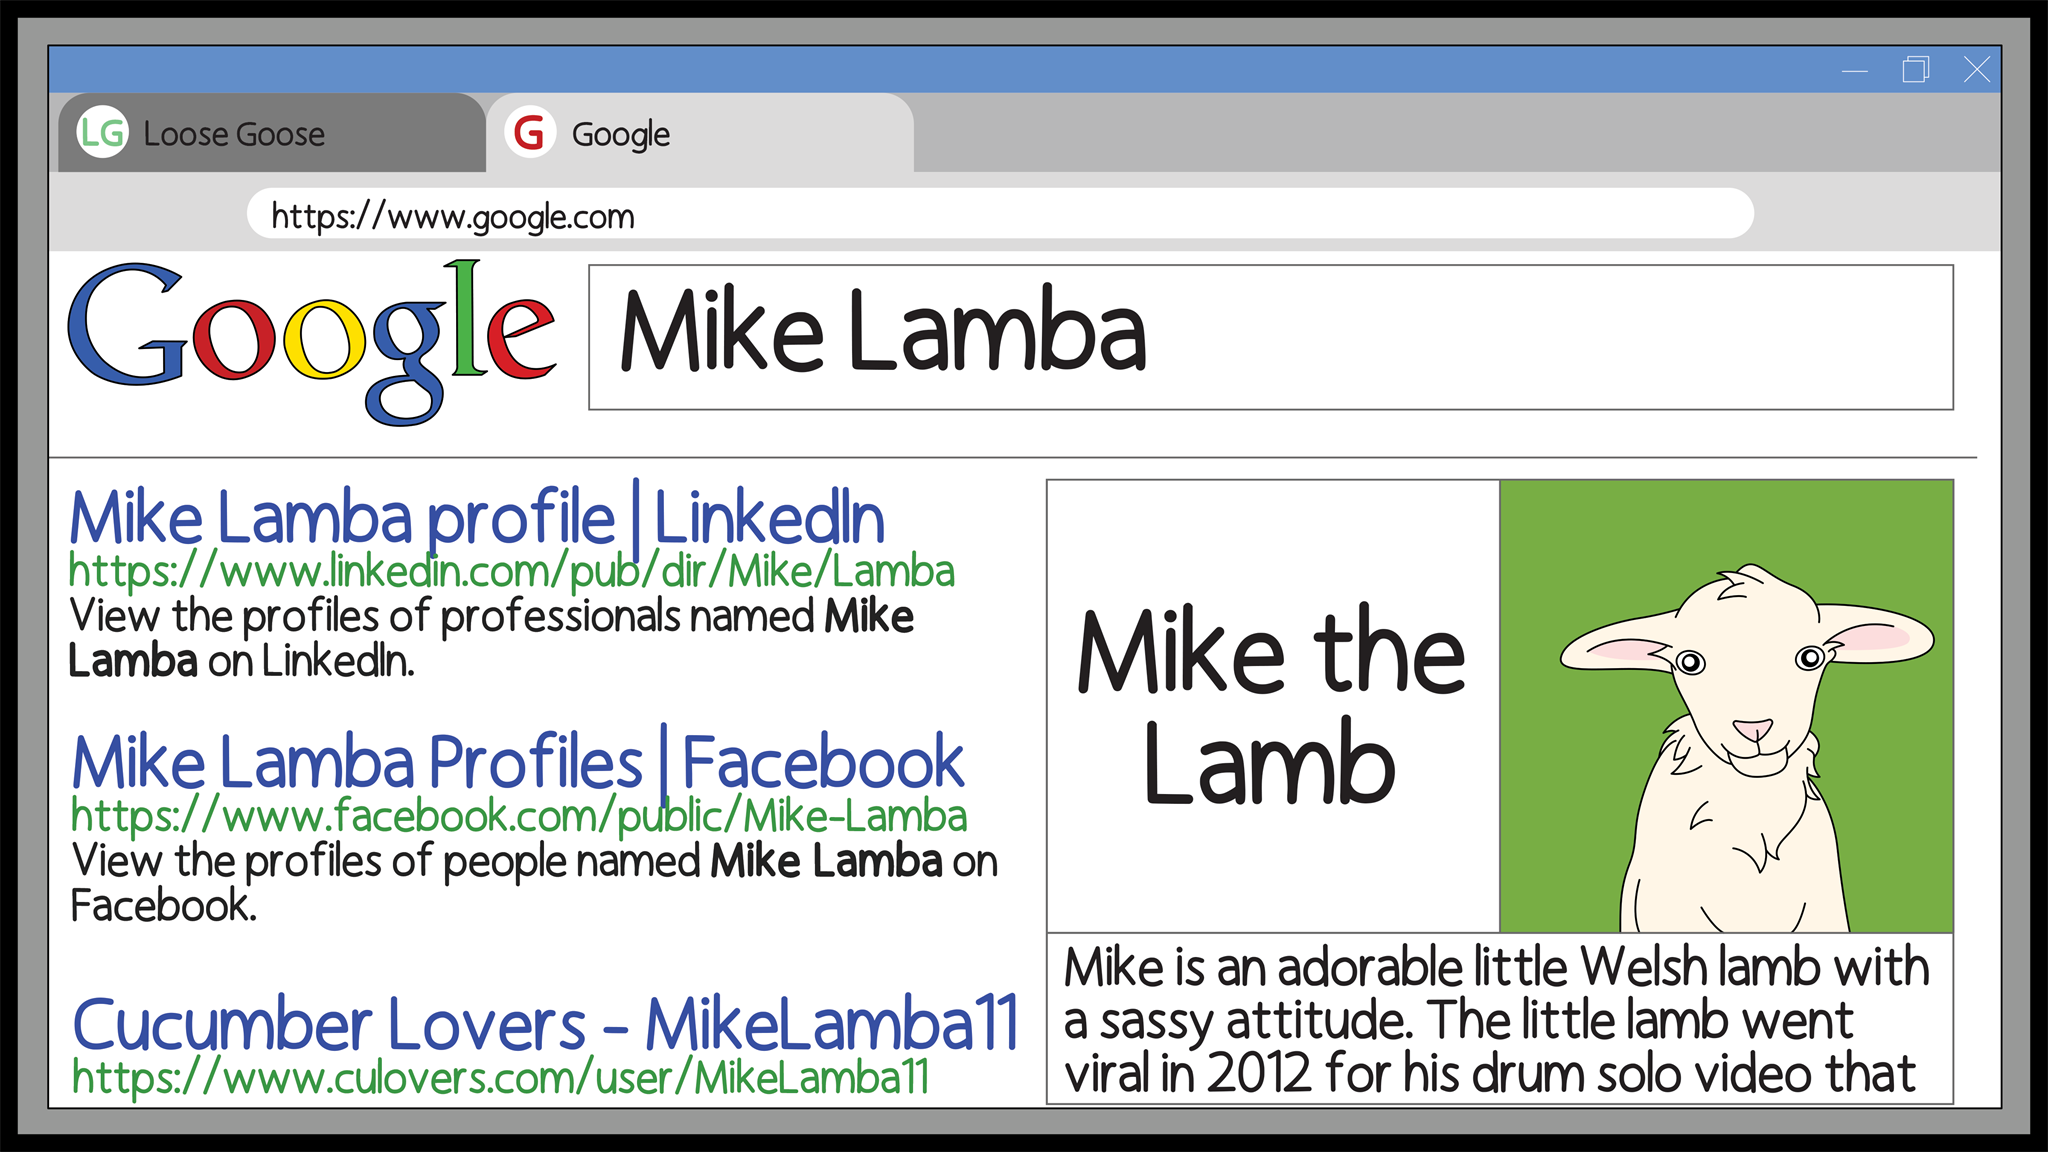 LG Loose Goose
G Google
https://www.google.com
Google
Mike Lamba
Mike Lamba profile | LinkedIn
https://www.linkedin.com/pub/dir/Mike/Lamba
View the profiles of professionals named Mike
Lamba on LinkedIn.
Mike Lamba Profiles | Facebook
https://www.facebook.com/public/Mike-Lamba
View the profiles of people named Mike Lamba on
Facebook.
Cucumber Lovers - MikeLamba11
https://www.culovers.com/user/MikeLamba11
Mike the
Lamb
Mike is an adorable little Welsh lamb with
a sassy attitude. The little lamb went
viral in 2012 for his drum solo video that